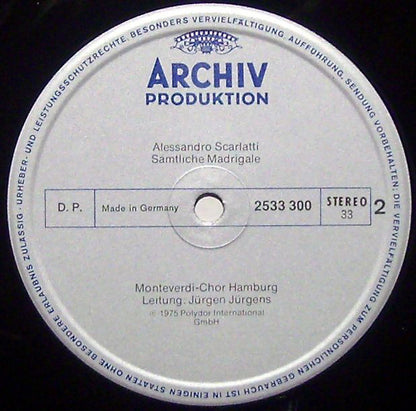 ARCHIV
PRODUKTION
Alessandro Scarlatti
Sämtliche Madrigale
D. P.
Made in Germany
2533 300
STEREO
33
2
Monteverdi-Chor Hamburg
Leitung: Jürgen Jürgens
℗ 1975 Polydor International
GmbH
URHEBER- UND LEISTUNGSSCHUTZRECHTE, BESONDERS VERVIELFÄLTIGUNG, AUFFÜHRUNG, SENDUNG VORBEHALTEN; DIE VERVIELFÄLTIGUNG ZUM PERSÖNLICHEN GEBRAUCH IST IN EINIGEN STAATEN OHNE BESONDERE ERLAUBNIS ZULÄSSIG ·